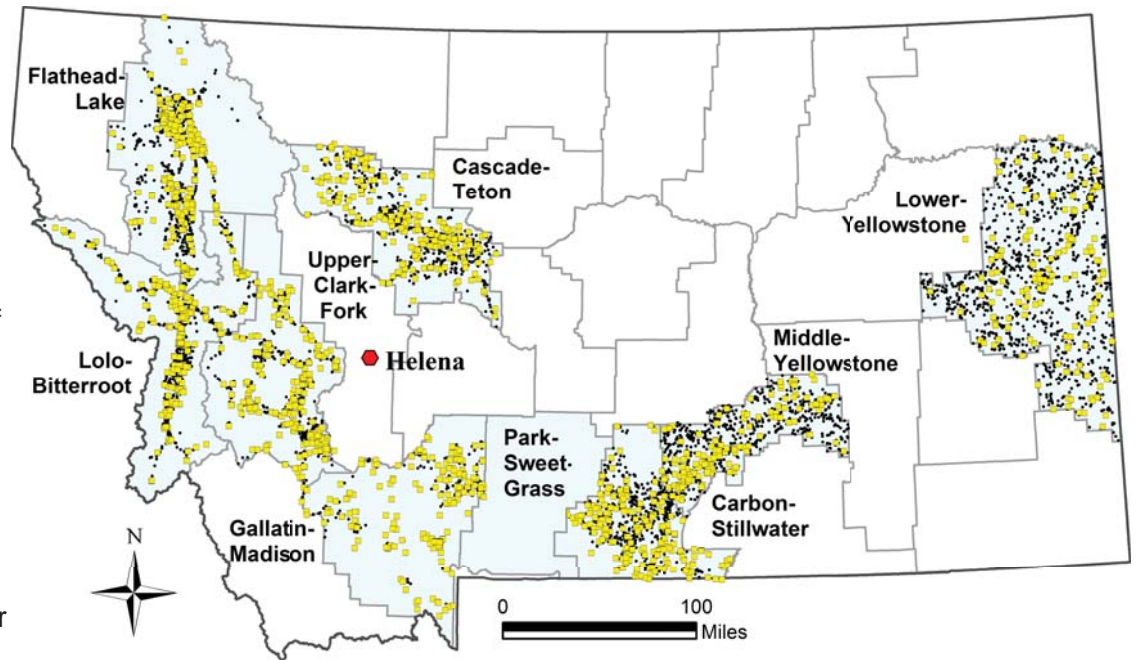 Flathead-
Lake
Cascade-
Teton
Lower-
Yellowstone
Upper-
Clark-
Fork
Helena
Lolo-
Bitterroot
Middle-
Yellowstone
Park-
Sweet-
Grass
Carbon-
Stillwater
Gallatin-
Madison
N
0 100
Miles
r